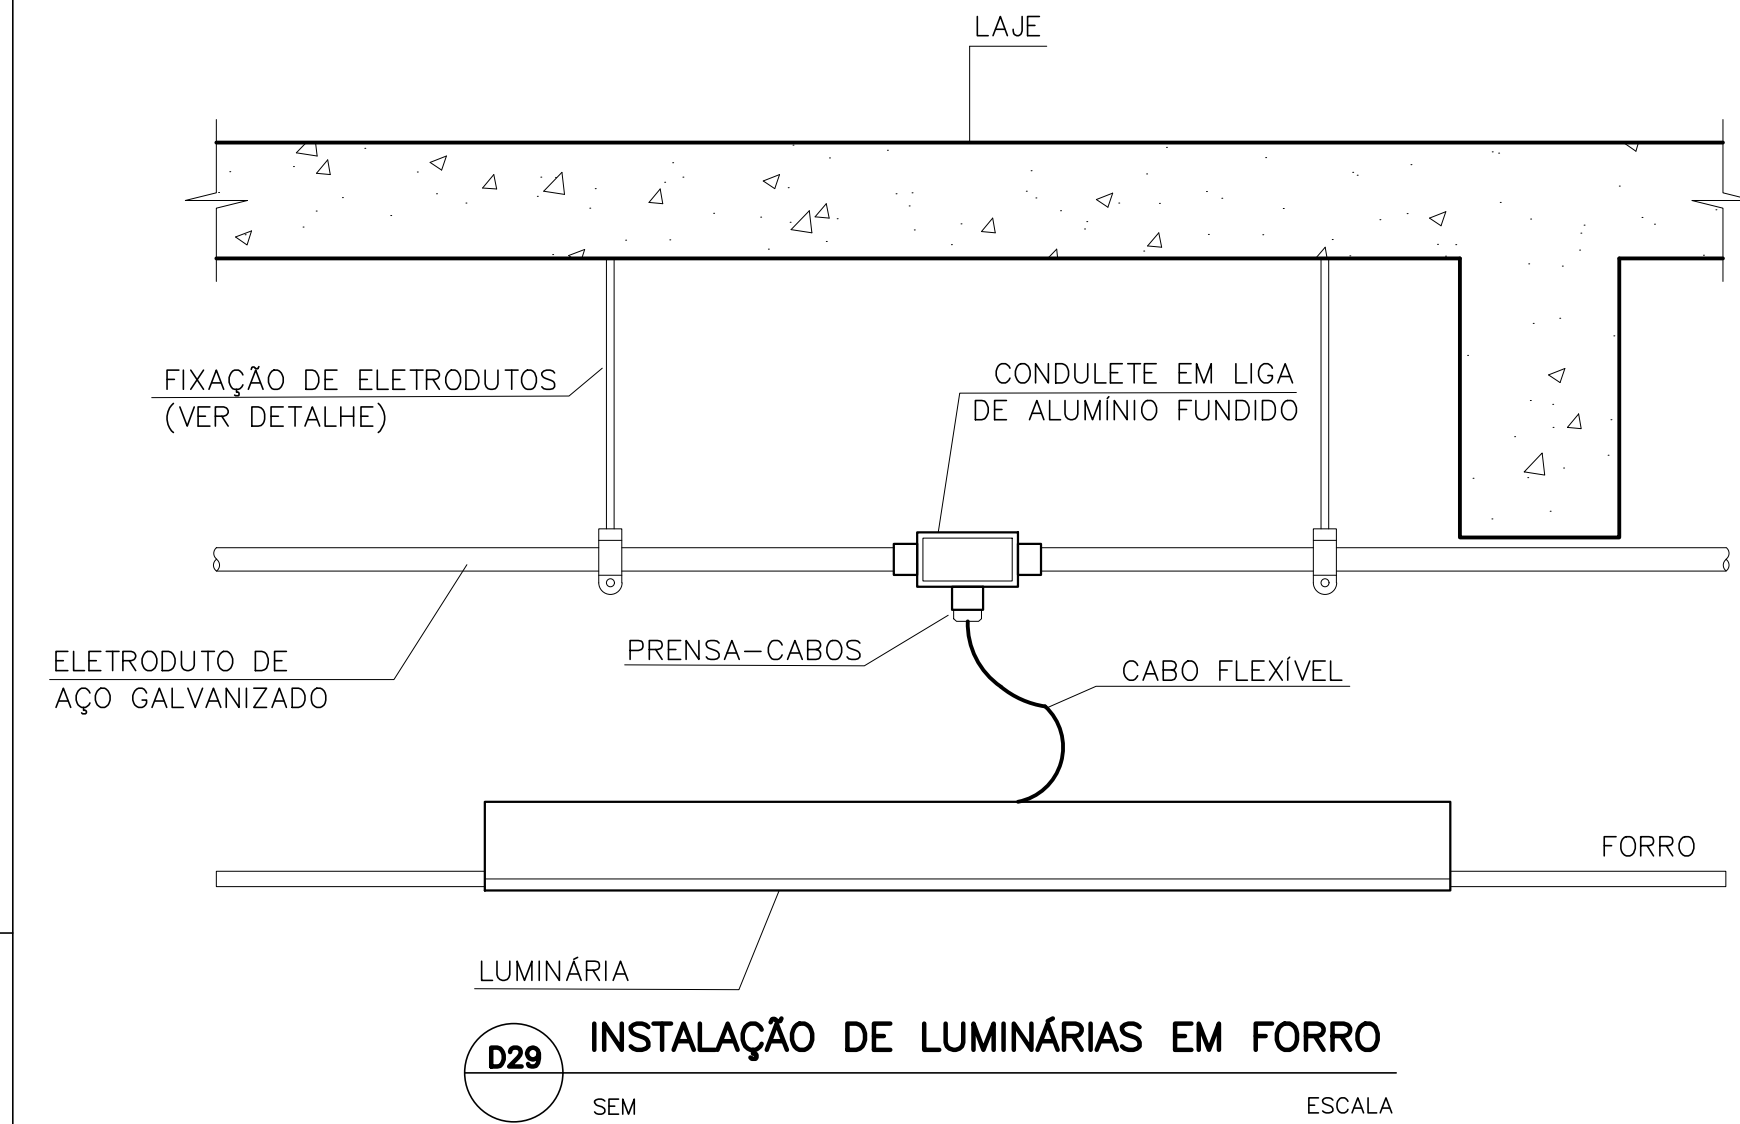 LAJE
FIXAÇÃO DE ELETRODUTOS
(VER DETALHE)
CONDULETE EM LIGA
DE ALUMÍNIO FUNDIDO
ELETRODUTO DE
AÇO GALVANIZADO
PRENSA-CABOS
CABO FLEXÍVEL
FORRO
LUMINÁRIA
D29
INSTALAÇÃO DE LUMINÁRIAS EM FORRO
SEM ESCALA